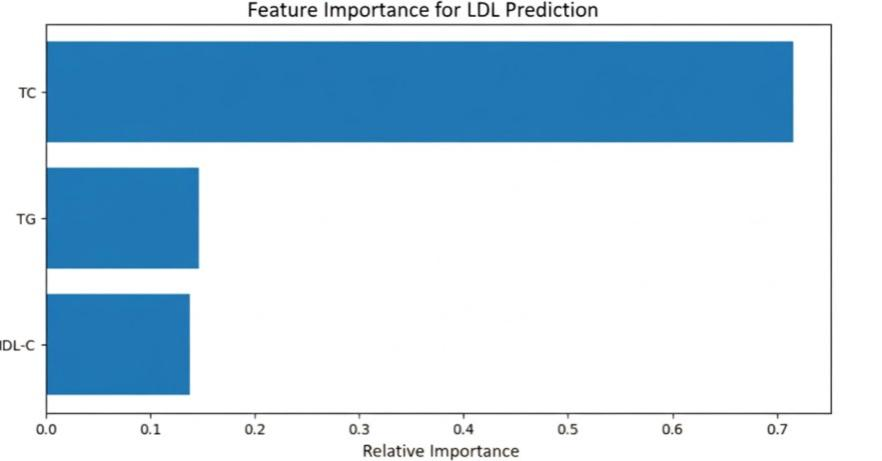 Feature Importance for LDL Prediction
TC
TG
DL-C
0.0 0.1 0.2 0.3 0.4 0.5 0.6 0.7
Relative Importance